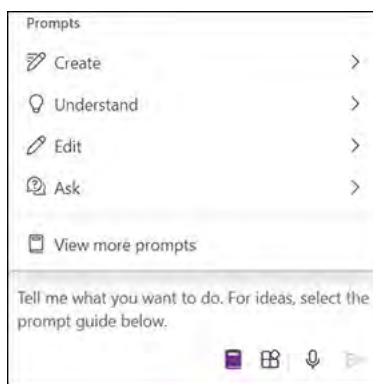 Prompts
Create
Understand
Edit
Ask
View more prompts
Tell me what you want to do. For ideas, select the
prompt guide below.